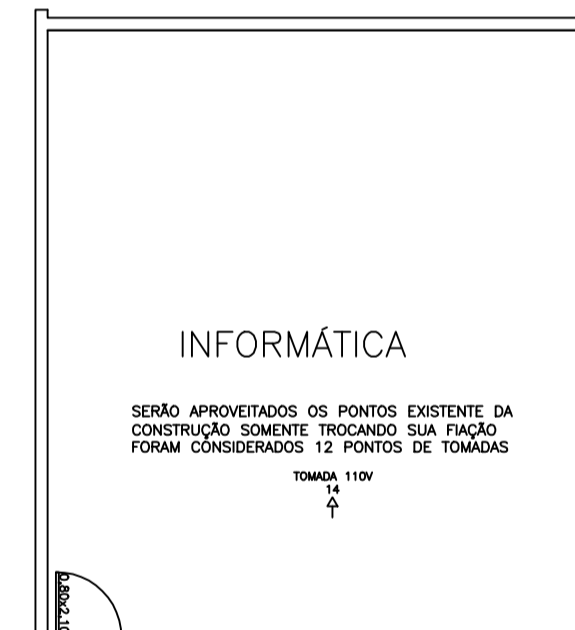 INFORMÁTICA
SERÃO APROVEITADOS OS PONTOS EXISTENTE DA
CONSTRUÇÃO SOMENTE TROCANDO SUA FIAÇÃO
FORAM CONSIDERADOS 12 PONTOS DE TOMADAS
TOMADA 110V
14
0.80x2.10